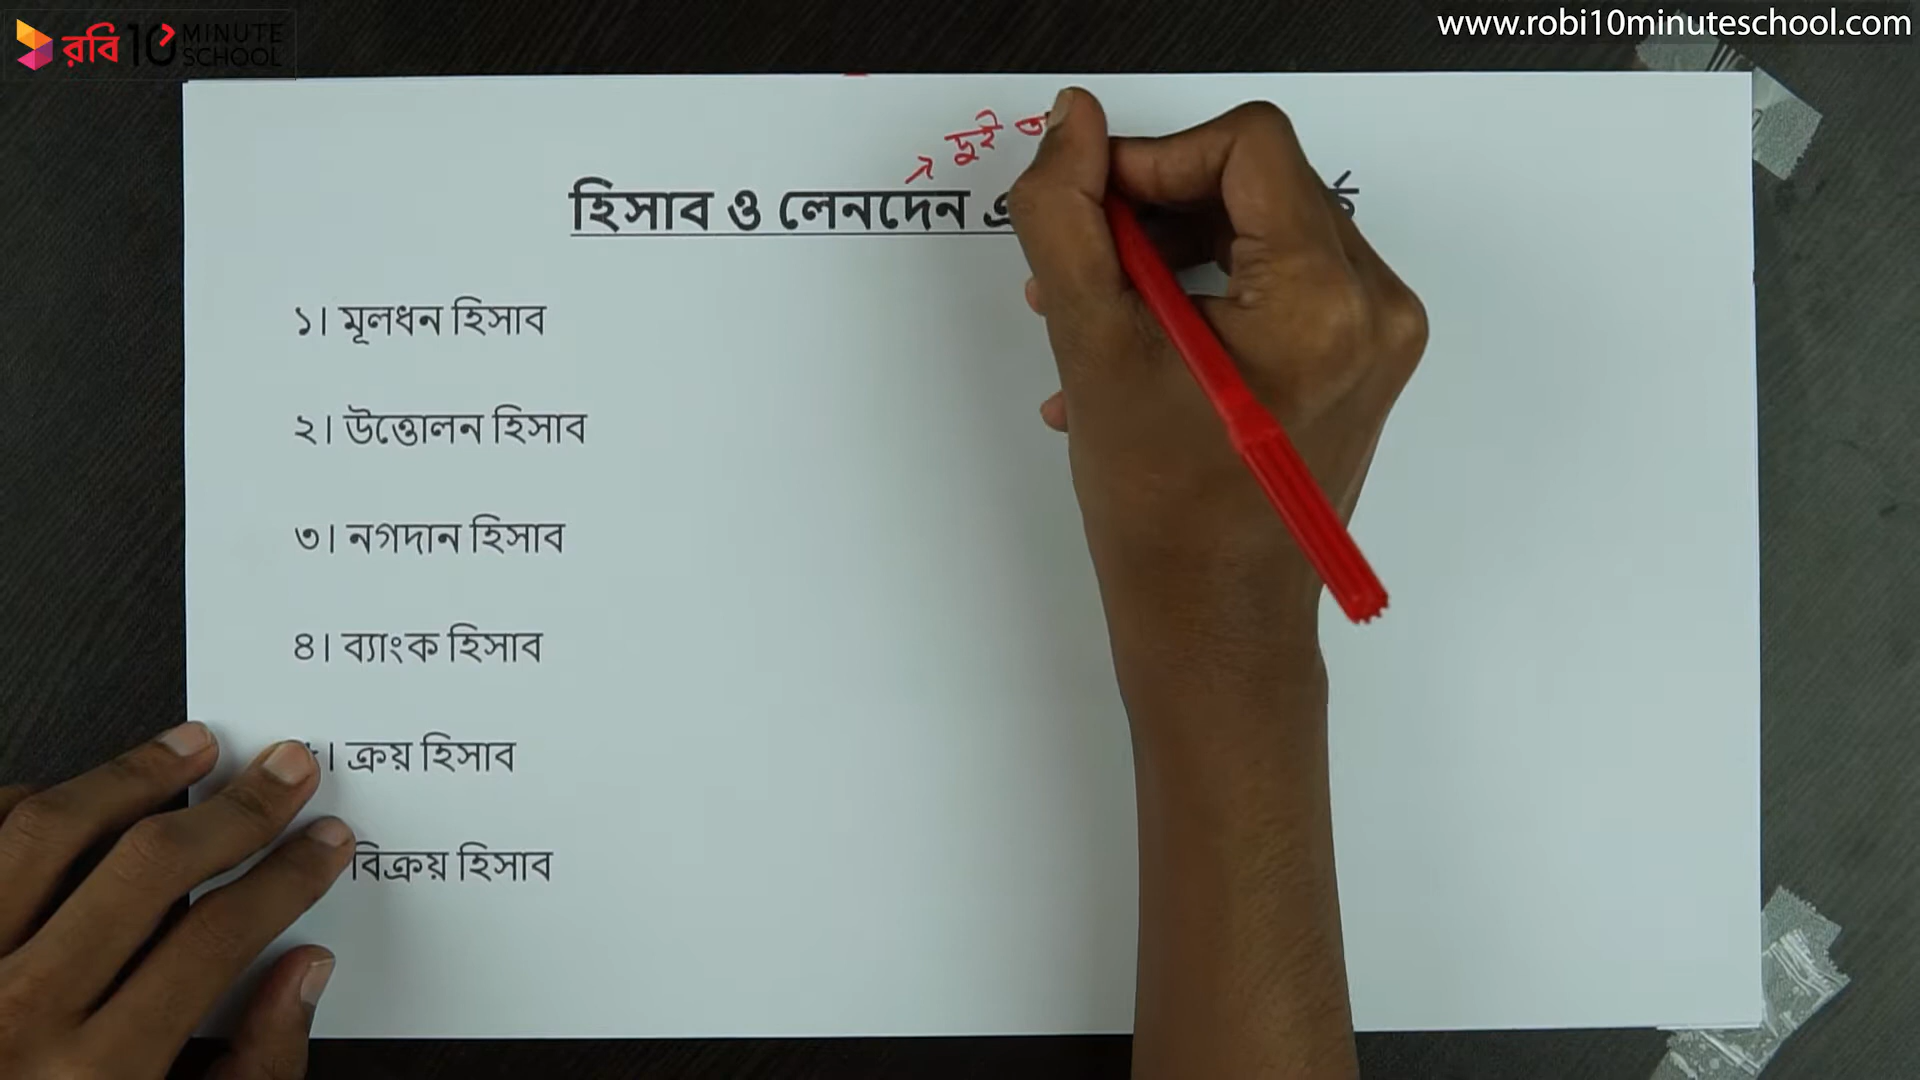 রবি 10 MINUTE SCHOOL
www.robi10minuteschool.com
দুই
হিসাব ও লেনদেন
১। মূলধন হিসাব
২। উত্তোলন হিসাব
৩। নগদান হিসাব
৪। ব্যাংক হিসাব
। ক্রয় হিসাব
বিক্রয় হিসাব